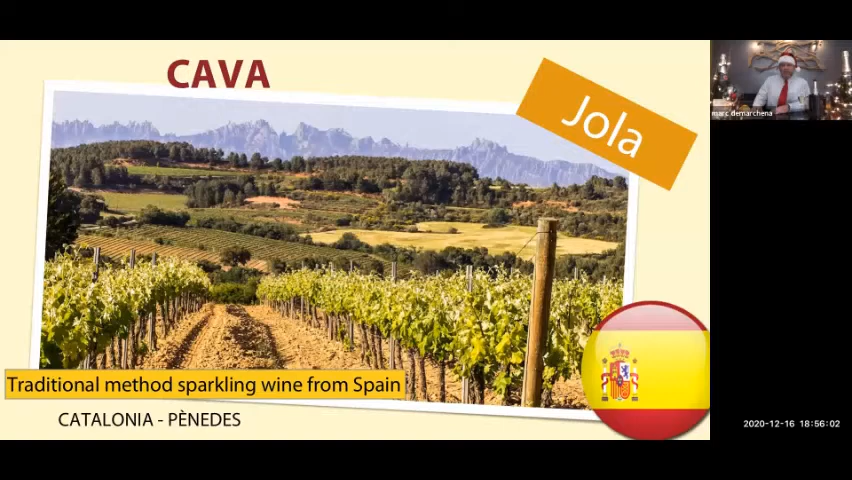 CAVA
Jola
marc demarchena
Traditional method sparkling wine from Spain
CATALONIA - PÈNEDES
2020-12-16 18:56:02